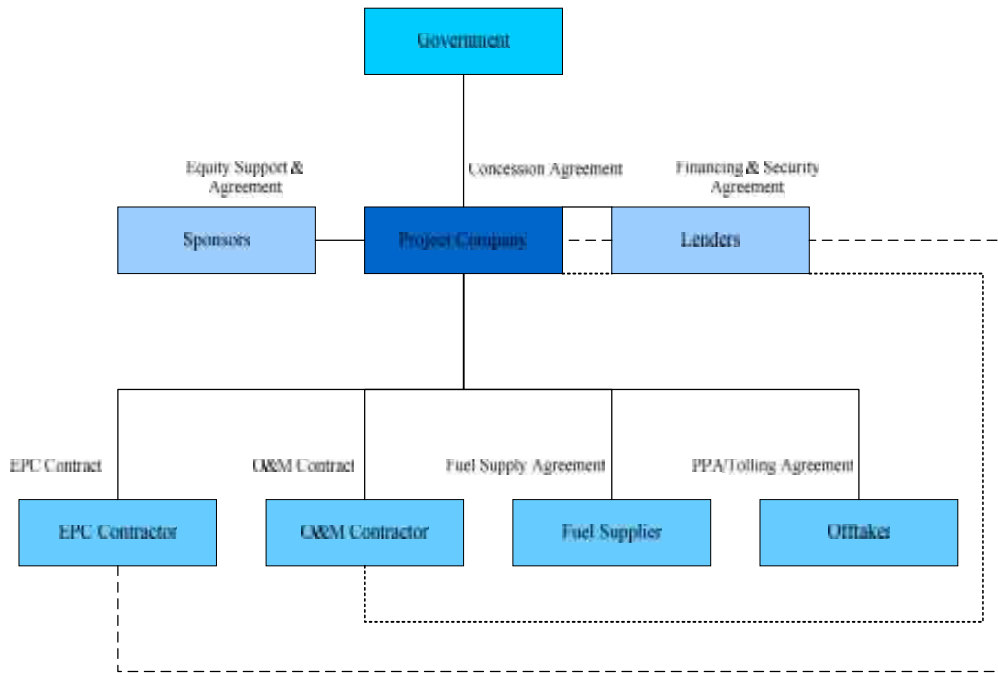 Government
Equity Support &
Agreement
Concession Agreement
Financing & Security
Agreement
Sponsors
Project Company
Lenders
EPC Contract
O&M Contract
Fuel Supply Agreement
PPA/Tolling Agreement
EPC Contractor
O&M Contractor
Fuel Supplier
Offtaker